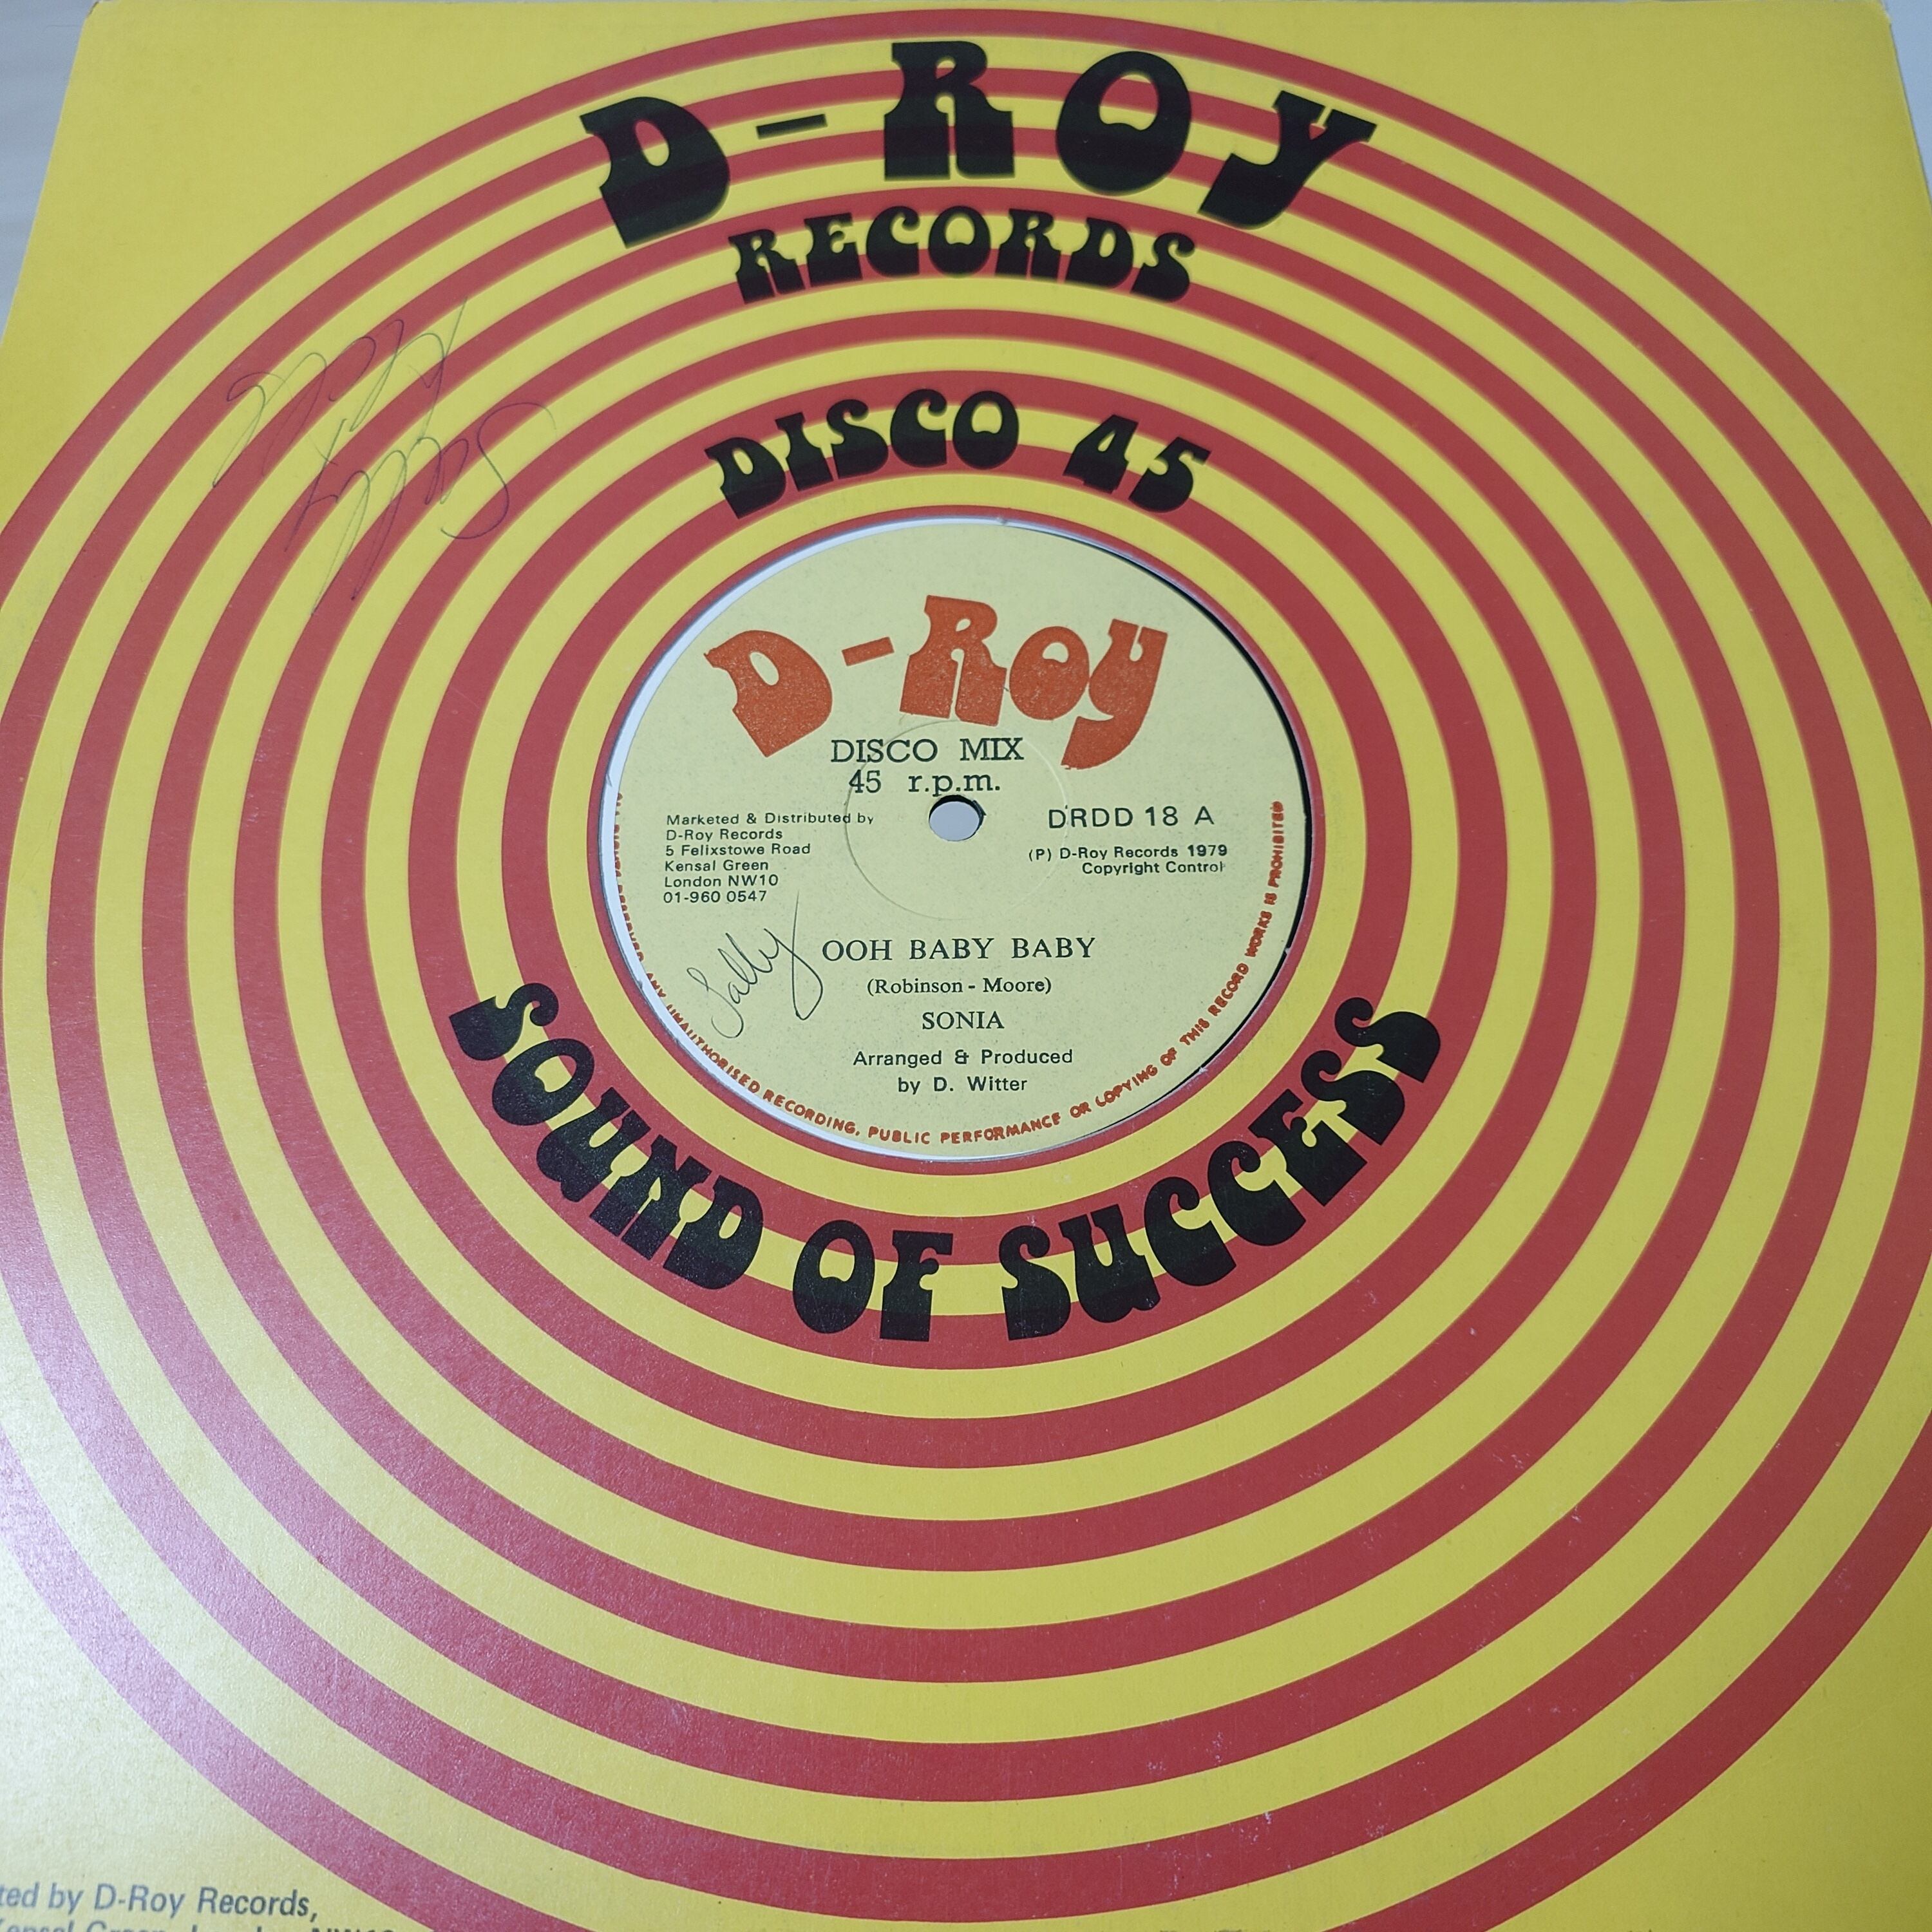 D-ROY
RECORDS
DISCO 45
D-Roy
DISCO MIX
45 r.p.m.
Marketed & Distributed by
D-Roy Records
5 Felixstowe Road
Kensal Green
London NW10
01-960 0547
DRDD 18 A
(P) D-Roy Records 1979
Copyright Control
Sally
OOH BABY BABY
(Robinson - Moore)
SONIA
Arranged & Produced
by D. Witter
ANY UNAUTHORISED RECORDING, PUBLIC PERFORMANCE OR COPYING OF THIS RECORD WORKS IS PROHIBITED
SOUND OF SUCCESS
by D-Roy Records,